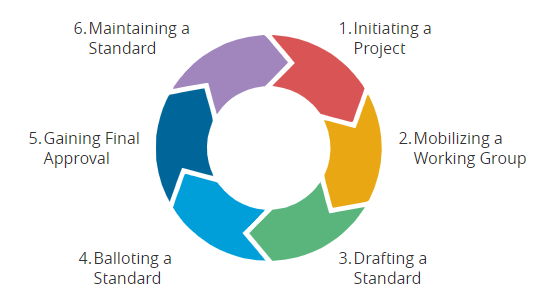 1. Initiating a
Project
2. Mobilizing a
Working Group
3. Drafting a
Standard
4. Balloting a
Standard
5. Gaining Final
Approval
6. Maintaining a
Standard